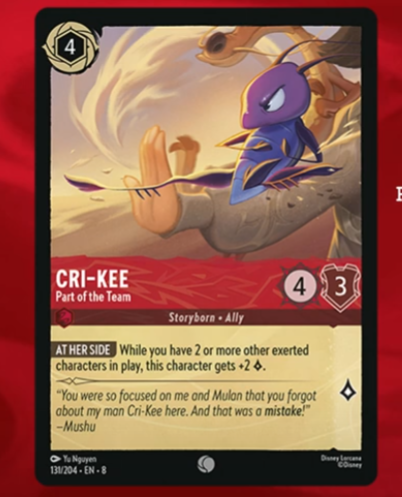 4
CRI-KEE
Part of the Team
4 3
Storyborn • Ally
AT HER SIDE While you have 2 or more other exerted
characters in play, this character gets +2 .
"You were so focused on me and Mulan that you forgot
about my man Cri-Kee here. And that was a mistake!"
–Mushu
Yu Nguyen
131/204 • EN • 8
Disney Lorcana
©Disney